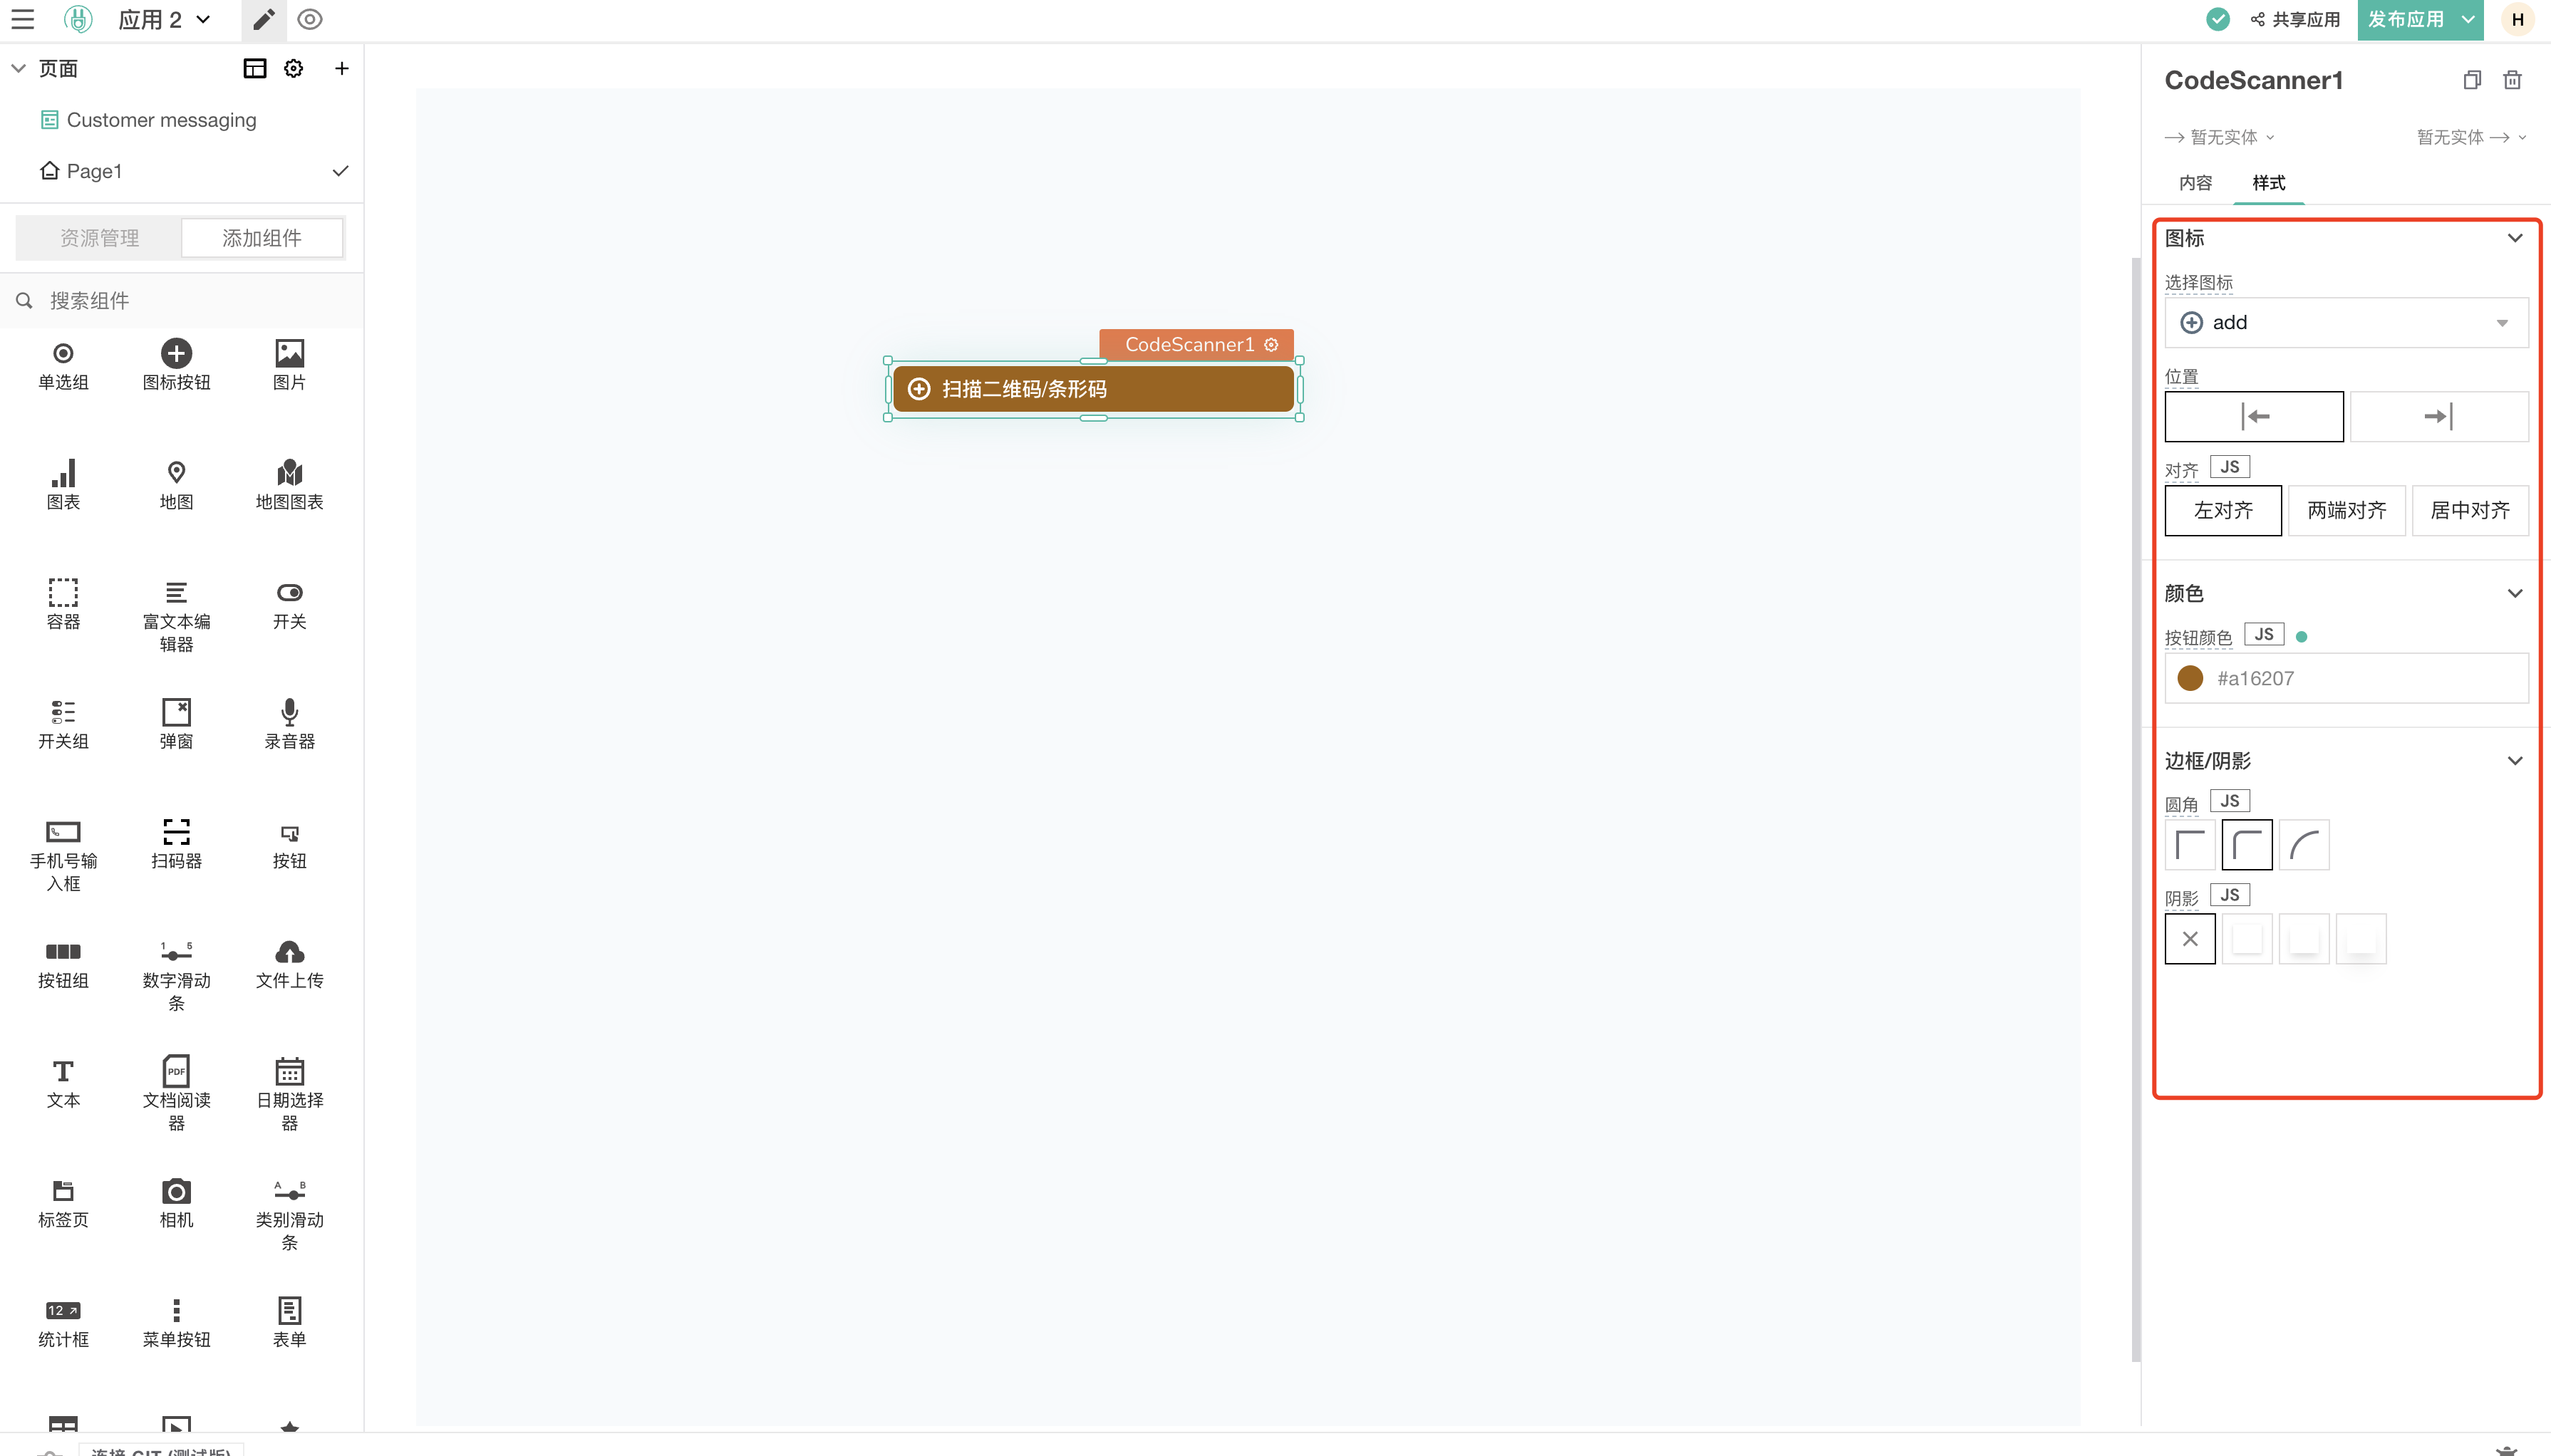 应用 2
共享应用
发布应用
H
页面
Customer messaging
Page1
资源管理
添加组件
搜索组件
单选组
图标按钮
图片
图表
地图
地图图表
容器
富文本编
辑器
开关
开关组
弹窗
录音器
手机号输
入框
扫码器
按钮
按钮组
1 5
数字滑动
条
文件上传
文本
PDF
文档阅读
器
日期选择
器
标签页
相机
A B
类别滑动
条
12
统计框
菜单按钮
表单
连接 GIT (测试版)
CodeScanner1
扫描二维码/条形码
CodeScanner1
暂无实体
暂无实体
内容
样式
图标
选择图标
add
位置
对齐 JS
左对齐
两端对齐
居中对齐
颜色
按钮颜色 JS
#a16207
边框/阴影
圆角 JS
阴影 JS